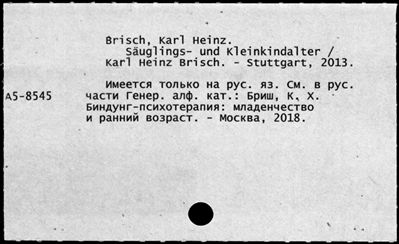 Brisch, Karl Heinz.
Säuglings- und Kleinkindalter /
Karl Heinz Brisch. - Stuttgart, 2013.
Имеется только на рус. яз. См. в рус.
А5-8545 части Генер. алф. кат.: Бриш, К. Х.
Биндунг-психотерапия: младенчество
и ранний возраст. - Москва, 2018.